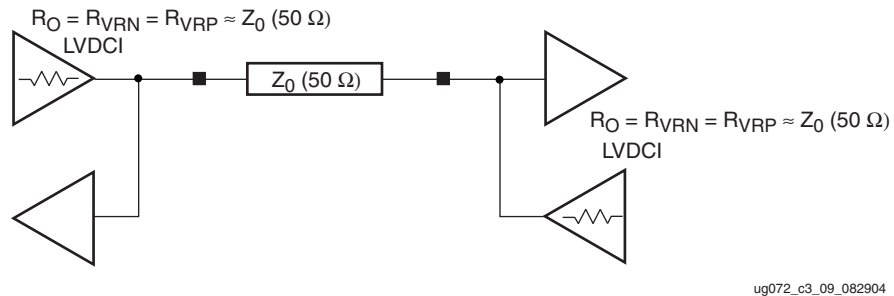 R_O = R_VRN = R_VRP ≈ Z_0 (50 Ω)
LVDCI
Z_0 (50 Ω)
R_O = R_VRN = R_VRP ≈ Z_0 (50 Ω)
LVDCI
ug072_c3_09_082904